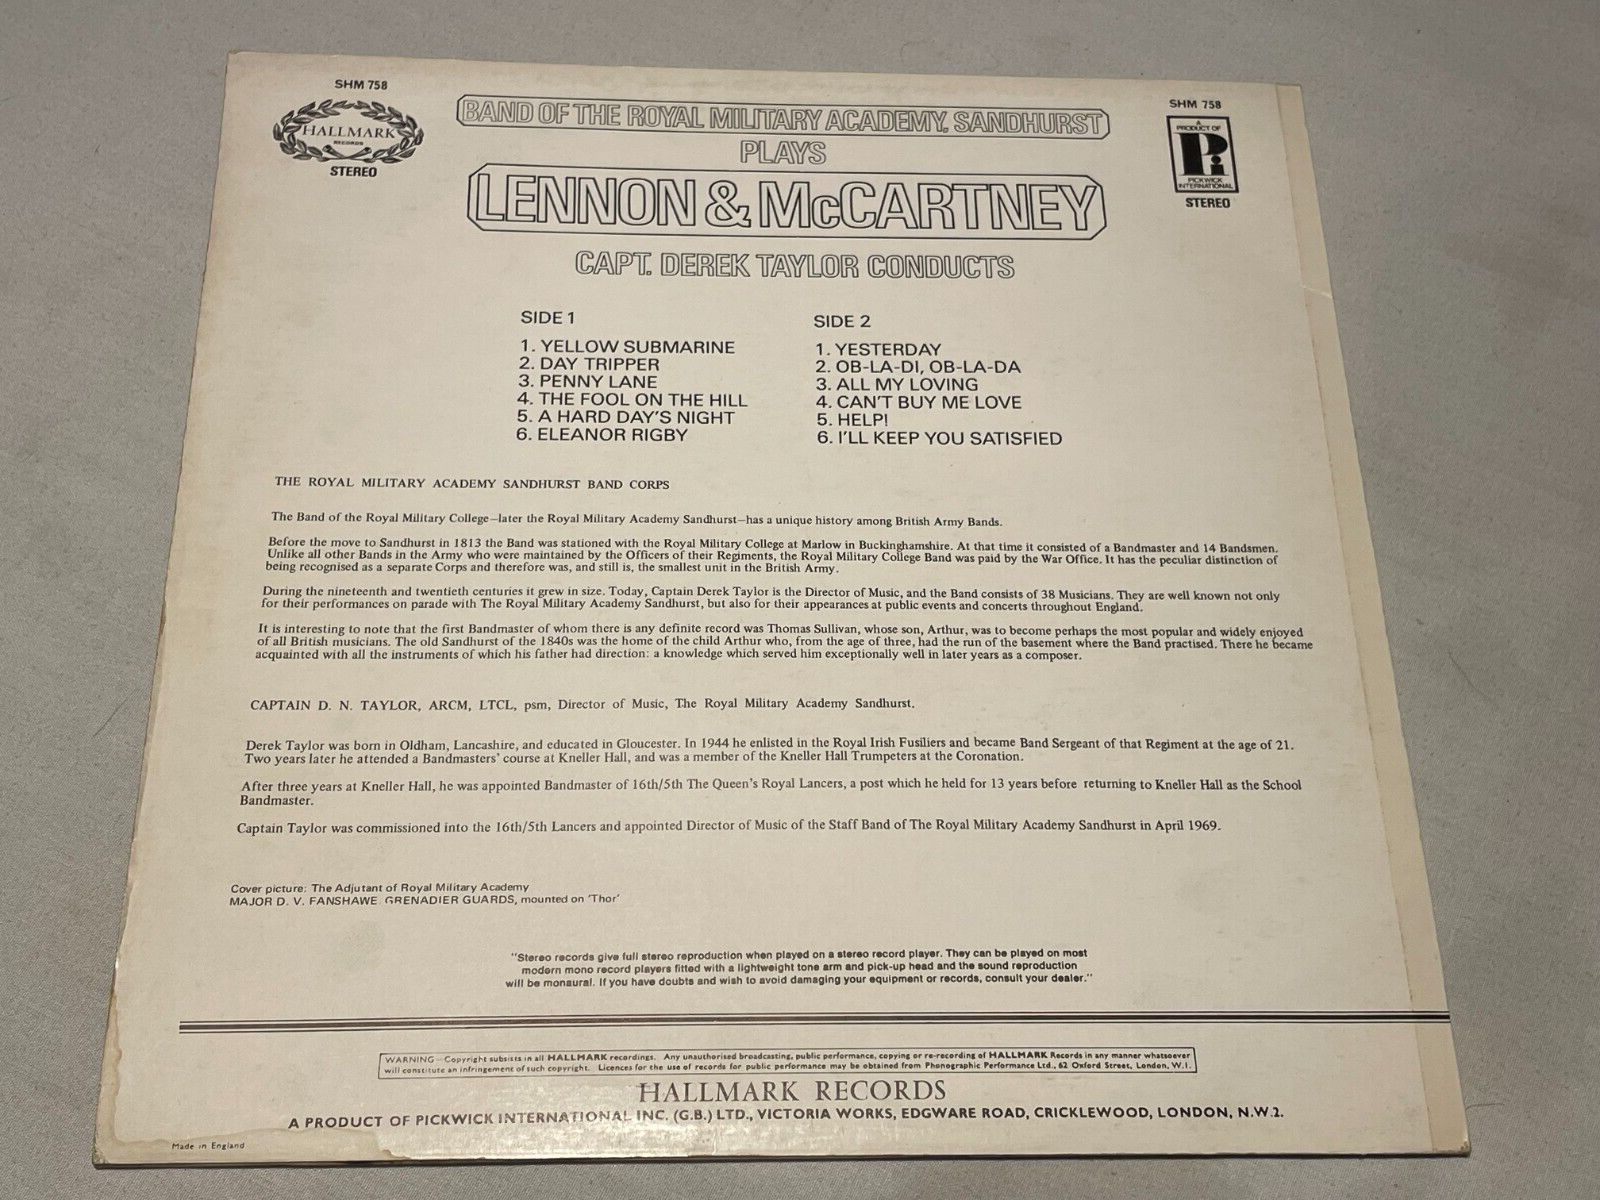 SHM 758
HALLMARK
RECORDS
STEREO
BAND OF THE ROYAL MILITARY ACADEMY, SANDHURST
PLAYS
LENNON & McCARTNEY
CAPT. DEREK TAYLOR CONDUCTS
SHM 758
A
PRODUCT OF
Pi
PICKWICK
INTERNATIONAL
STEREO
SIDE 1
1. YELLOW SUBMARINE
2. DAY TRIPPER
3. PENNY LANE
4. THE FOOL ON THE HILL
5. A HARD DAY'S NIGHT
6. ELEANOR RIGBY
SIDE 2
1. YESTERDAY
2. OB-LA-DI, OB-LA-DA
3. ALL MY LOVING
4. CAN'T BUY ME LOVE
5. HELP!
6. I'LL KEEP YOU SATISFIED
THE ROYAL MILITARY ACADEMY SANDHURST BAND CORPS
The Band of the Royal Military College—later the Royal Military Academy Sandhurst—has a unique history among British Army Bands.
Before the move to Sandhurst in 1813 the Band was stationed with the Royal Military College at Marlow in Buckinghamshire. At that time it consisted of a Bandmaster and 14 Bandsmen.
Unlike all other Bands in the Army who were maintained by the Officers of their Regiments, the Royal Military College Band was paid by the War Office. It has the peculiar distinction of
being recognised as a separate Corps and therefore was, and still is, the smallest unit in the British Army.
During the nineteenth and twentieth centuries it grew in size. Today, Captain Derek Taylor is the Director of Music, and the Band consists of 38 Musicians. They are well known not only
for their performances on parade with The Royal Military Academy Sandhurst, but also for their appearances at public events and concerts throughout England.
It is interesting to note that the first Bandmaster of whom there is any definite record was Thomas Sullivan, whose son, Arthur, was to become perhaps the most popular and widely enjoyed
of all British musicians. The old Sandhurst of the 1840s was the home of the child Arthur who, from the age of three, had the run of the basement where the Band practised. There he became
acquainted with all the instruments of which his father had direction: a knowledge which served him exceptionally well in later years as a composer.
CAPTAIN D. N. TAYLOR, ARCM, LTCL, psm, Director of Music, The Royal Military Academy Sandhurst.
Derek Taylor was born in Oldham, Lancashire, and educated in Gloucester. In 1944 he enlisted in the Royal Irish Fusiliers and became Band Sergeant of that Regiment at the age of 21.
Two years later he attended a Bandmasters' course at Kneller Hall, and was a member of the Kneller Hall Trumpeters at the Coronation.
After three years at Kneller Hall, he was appointed Bandmaster of 16th/5th The Queen's Royal Lancers, a post which he held for 13 years before returning to Kneller Hall as the School
Bandmaster.
Captain Taylor was commissioned into the 16th/5th Lancers and appointed Director of Music of the Staff Band of The Royal Military Academy Sandhurst in April 1969.
Cover picture: The Adjutant of Royal Military Academy
MAJOR D. V. FANSHAWE, GRENADIER GUARDS, mounted on 'Thor'
"Stereo records give full stereo reproduction when played on a stereo record player. They can be played on most
modern mono record players fitted with a lightweight tone arm and pick-up head and the sound reproduction
will be monaural. If you have doubts and wish to avoid damaging your equipment or records, consult your dealer."
WARNING—Copyright subsists in all HALLMARK recordings. Any unauthorised broadcasting, public performance, copying or re-recording of HALLMARK Records in any manner whatsoever
will constitute an infringement of such copyright. Licences for the use of records for public performance may be obtained from Phonographic Performance Ltd., 62 Oxford Street, London, W.1.
HALLMARK RECORDS
A PRODUCT OF PICKWICK INTERNATIONAL INC. (G.B.) LTD., VICTORIA WORKS, EDGWARE ROAD, CRICKLEWOOD, LONDON, N.W.2.
Made in England